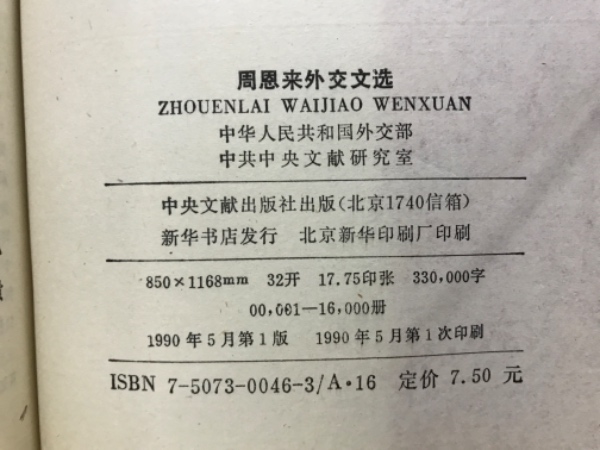 周恩来外交文选
ZHOUENLAI WAIJIAO WENXUAN
中华人民共和国外交部
中共中央文献研究室
中央文献出版社出版(北京1740信箱)
新华书店发行 北京新华印刷厂印刷
850×1168mm 32开 17.75印张 330,000字
00,001—16,000册
1990年5月第1版 1990年5月第1次印刷
ISBN 7-5073-0046-3/A·16 定价 7.50 元